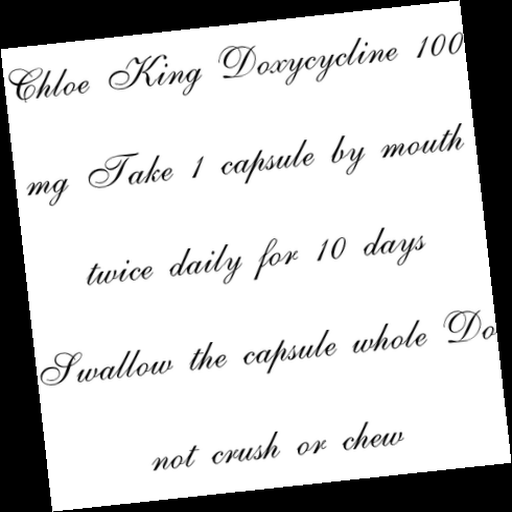 Chloe King Doxycycline 100
mg Take 1 capsule by mouth
twice daily for 10 days
Swallow the capsule whole Do
not crush or chew